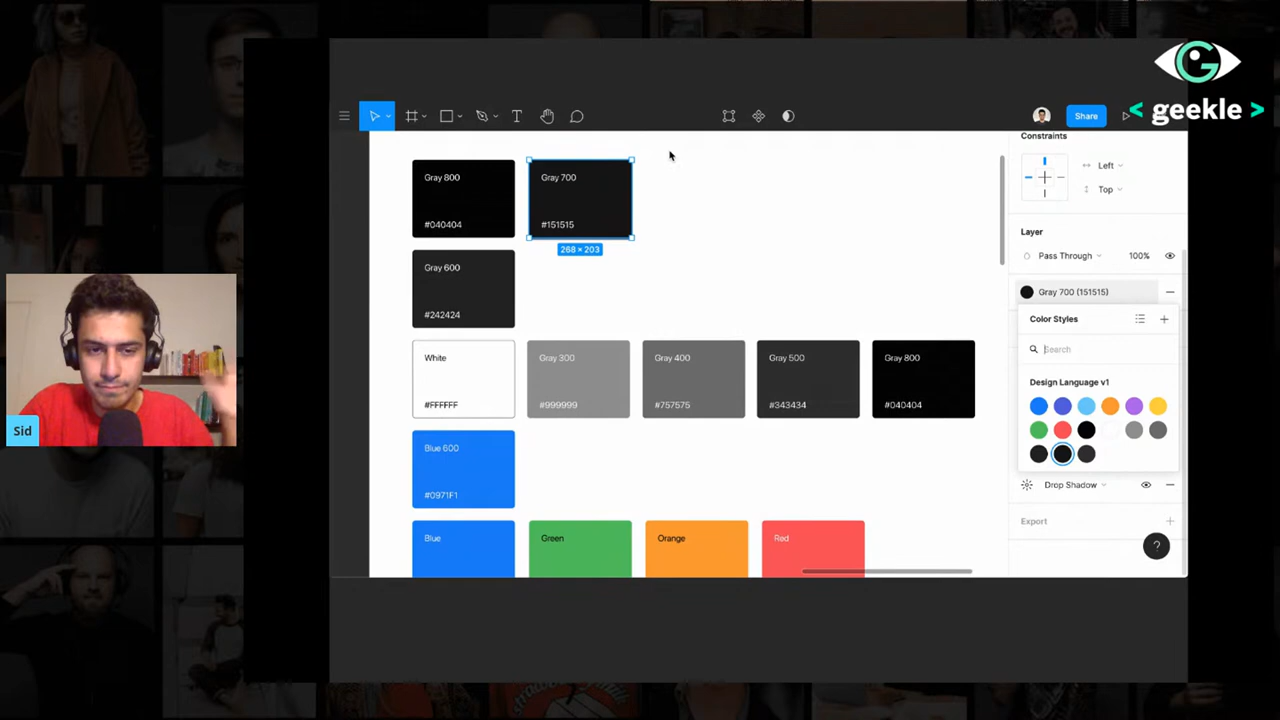 < geekle >
Share
Gray 800
#040404
Gray 700
#151515
268 × 203
Gray 600
#242424
White
#FFFFFF
Gray 300
#999999
Gray 400
#757575
Gray 500
#343434
Gray 800
#040404
Blue 600
#0971F1
Blue
Green
Orange
Red
Constraints
Left
Top
Layer
Pass Through
100%
Gray 700 (151515)
Color Styles
Search
Design Language v1
Drop Shadow
Export
?
Sid